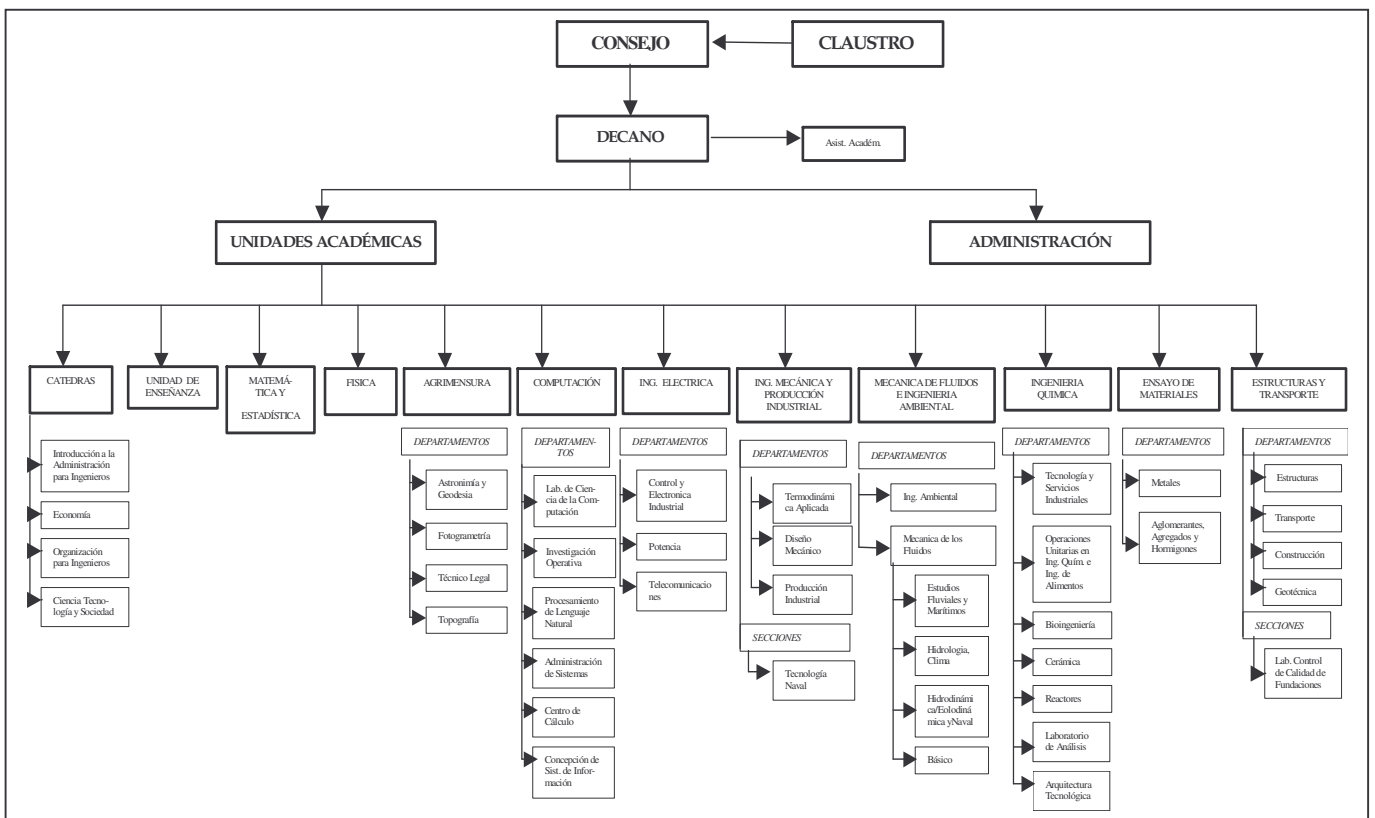 CONSEJO
CLAUSTRO
DECANO
Asist. Académ.
UNIDADES ACADÉMICAS
ADMINISTRACIÓN
CATEDRAS
UNIDAD DE
ENSEÑANZA
MATEMÁ-
TICA Y
ESTADÍSTICA
FISICA
AGRIMENSURA
COMPUTACIÓN
ING. ELECTRICA
ING. MECÁNICA Y
PRODUCCIÓN
INDUSTRIAL
MECANICA DE FLUIDOS
E INGENIERIA
AMBIENTAL
INGENIERIA
QUIMICA
ENSAYO DE
MATERIALES
ESTRUCTURAS Y
TRANSPORTE
Introducción a la
Administración
para Ingenieros
Economía
Organización
para Ingenieros
Ciencia Tecno-
logía y Sociedad
DEPARTAMENTOS
Astronimía y
Geodesia
Fotogrametría
Técnico Legal
Topografía
DEPARTAMEN-
TOS
Lab. de Cien-
cia de la Com-
putación
Investigación
Operativa
Procesamiento
de Lenguaje
Natural
Administración
de Sistemas
Centro de
Cálculo
Concepción de
Sist. de Infor-
mación
DEPARTAMENTOS
Control y
Electronica
Industrial
Potencia
Telecomunicacio
nes
DEPARTAMENTOS
Termodinámi
ca Aplicada
Diseño
Mecánico
Producción
Industrial
SECCIONES
Tecnología
Naval
DEPARTAMENTOS
Ing. Ambiental
Mecanica de los
Fluidos
Estudios
Fluviales y
Marítimos
Hidrologia,
Clima
Hidrodinámi
ca/Eolodiná
mica yNaval
Básico
DEPARTAMENTOS
Tecnología y
Servicios
Industriales
Operaciones
Unitarias en
Ing. Quím. e
Ing. de
Alimentos
Bioingeniería
Cerámica
Reactores
Laboratorio
de Análisis
Arquitectura
Tecnológica
DEPARTAMENTOS
Metales
Aglomerantes,
Agregados y
Hormigones
DEPARTAMENTOS
Estructuras
Transporte
Construcción
Geotécnica
SECCIONES
Lab. Control
de Calidad de
Fundaciones